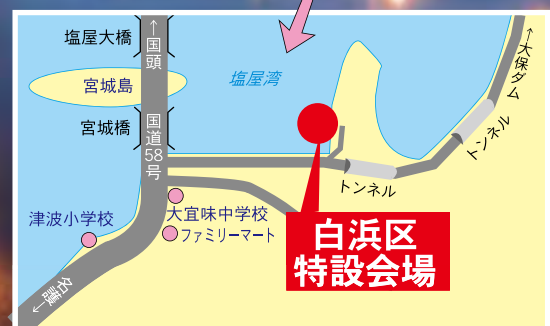 ↑国頭
塩屋大橋
宮城島
宮城橋
国道58号
塩屋湾
↑大保ダム
トンネル
トンネル
大宜味中学校
ファミリーマート
津波小学校
名護↓
白浜区
特設会場